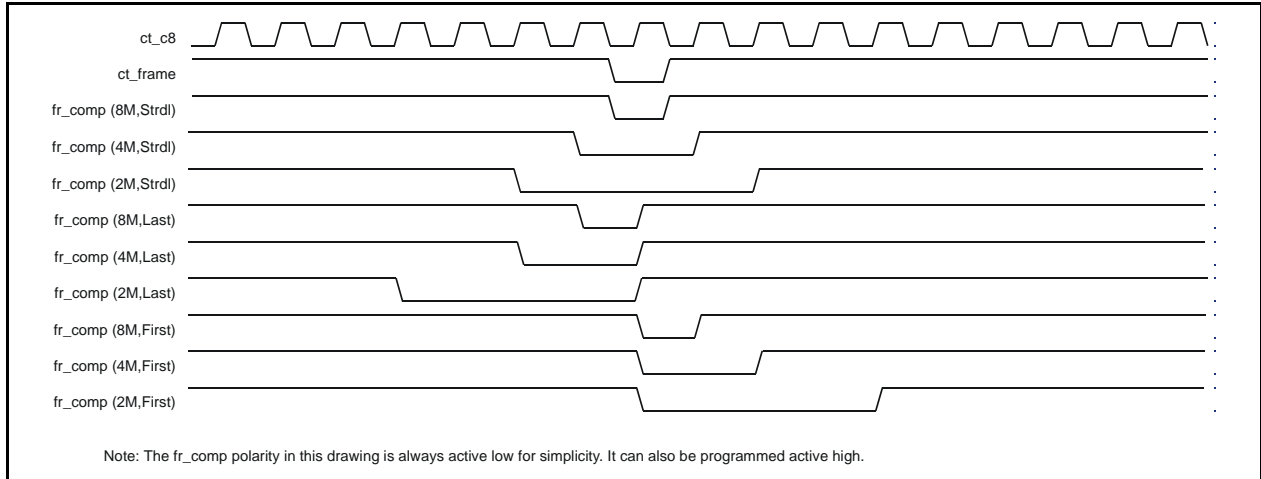 ct_c8
ct_frame
fr_comp (8M,Strdl)
fr_comp (4M,Strdl)
fr_comp (2M,Strdl)
fr_comp (8M,Last)
fr_comp (4M,Last)
fr_comp (2M,Last)
fr_comp (8M,First)
fr_comp (4M,First)
fr_comp (2M,First)
Note: The fr_comp polarity in this drawing is always active low for simplicity. It can also be programmed active high.